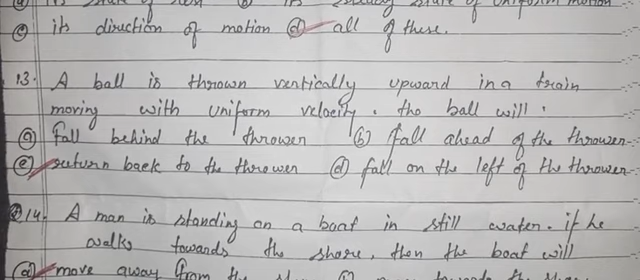 (c) its direction of motion (d) all of these.
13. A ball is thrown vertically upward in a train
moving with uniform velocity. the ball will :
(a) fall behind the thrower (b) fall ahead of the thrower
(c) return back to the thrower (d) fall on the left of the thrower
14. A man is standing on a boat in still water. if he
walks towards the shore, then the boat will
(a) move away from the